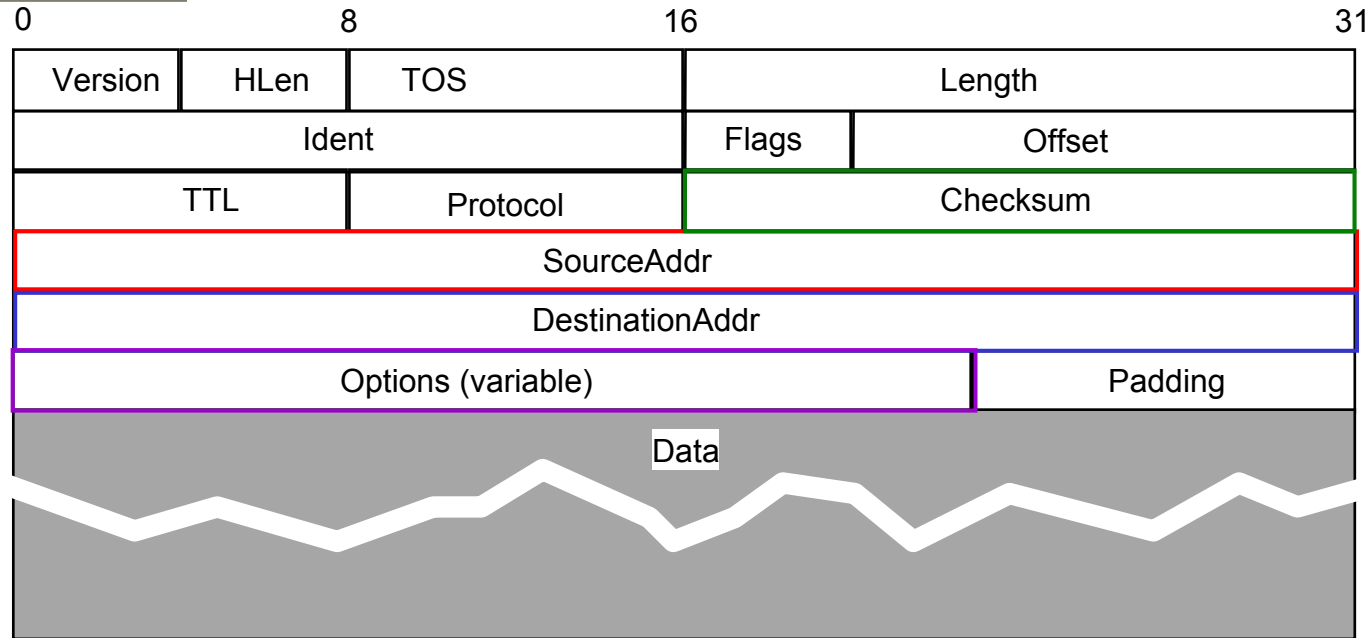 0 8 16 31
Version HLen TOS Length
Ident Flags Offset
TTL Protocol Checksum
SourceAddr
DestinationAddr
Options (variable) Padding
Data